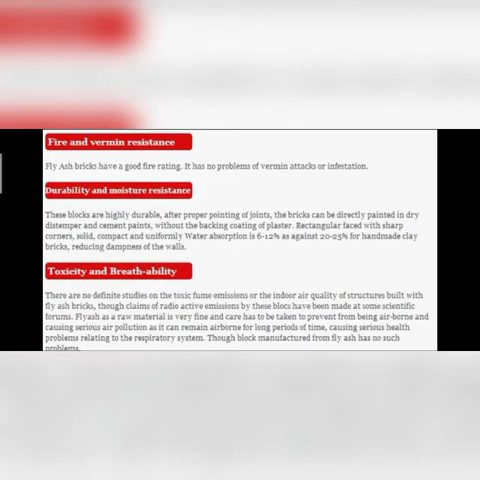 Fire and vermin resistance
Fly Ash bricks have a good fire rating. It has no problems of vermin attacks or infestation.
Durability and moisture resistance
These blocks are highly durable, after proper pointing of joints, the bricks can be directly painted in dry
distemper and cement paints, without the backing coating of plaster. Rectangular faced with sharp
corners, solid, compact and uniformly Water absorption is 6-12% as against 20-25% for handmade clay
bricks, reducing dampness of the walls.
Toxicity and Breath-ability
There are no definite studies on the toxic fume emissions or the indoor air quality of structures built with
fly ash bricks, though claims of radio active emissions by these blocs have been made at some scientific
forums. Flyash as a raw material is very fine and care has to be taken to prevent from being air-borne and
causing serious air pollution as it can remain airborne for long periods of time, causing serious health
problems relating to the respiratory system. Though block manufactured from fly ash has no such
problems.